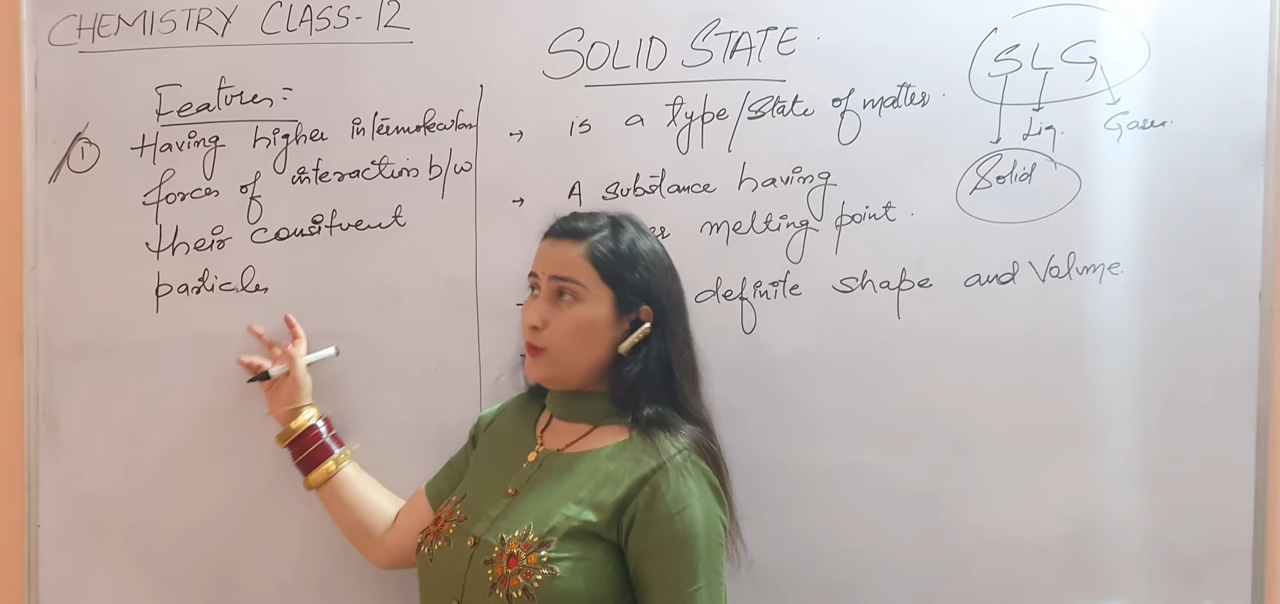 CHEMISTRY CLASS-12
Features:
① Having higher intermolecular
forces of interaction b/w
their constituent
particles
SOLID STATE
→ is a type/state of matter.
→ A substance having
melting point.
definite shape and Volume.
S L G
Liq. Gases.
Solid